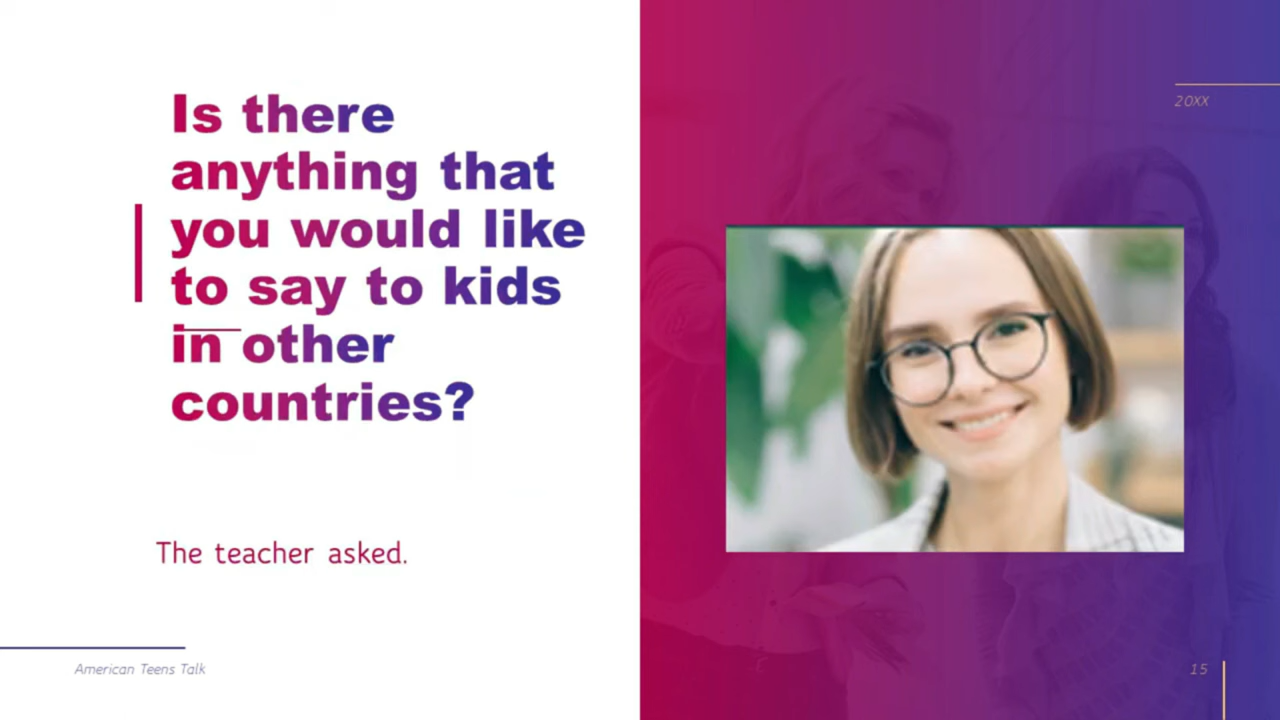 Is there
anything that
you would like
to say to kids
in other
countries?
The teacher asked.
American Teens Talk
20XX
15